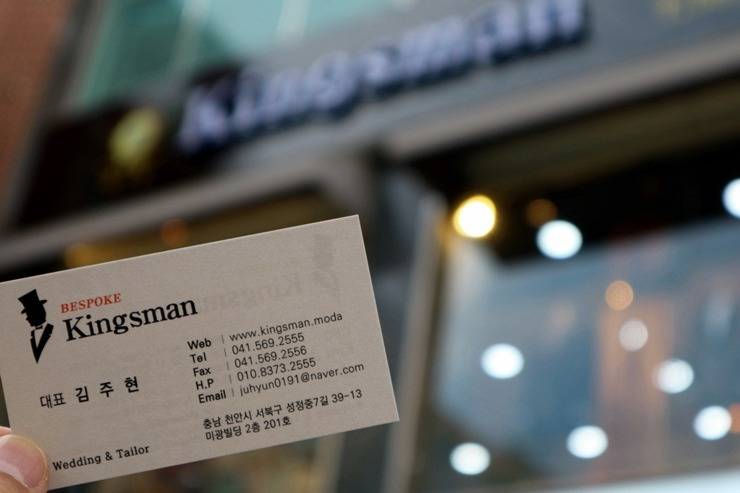 Kingsman
BESPOKE
Kingsman
대표 김 주 현
Web | www.kingsman.moda
Tel | 041.569.2555
Fax | 041.569.2556
H.P | 010.8373.2555
Email | juhyun0191@naver.com
충남 천안시 서북구 성정중7길 39-13
미광빌딩 2층 201호
Wedding & Tailor